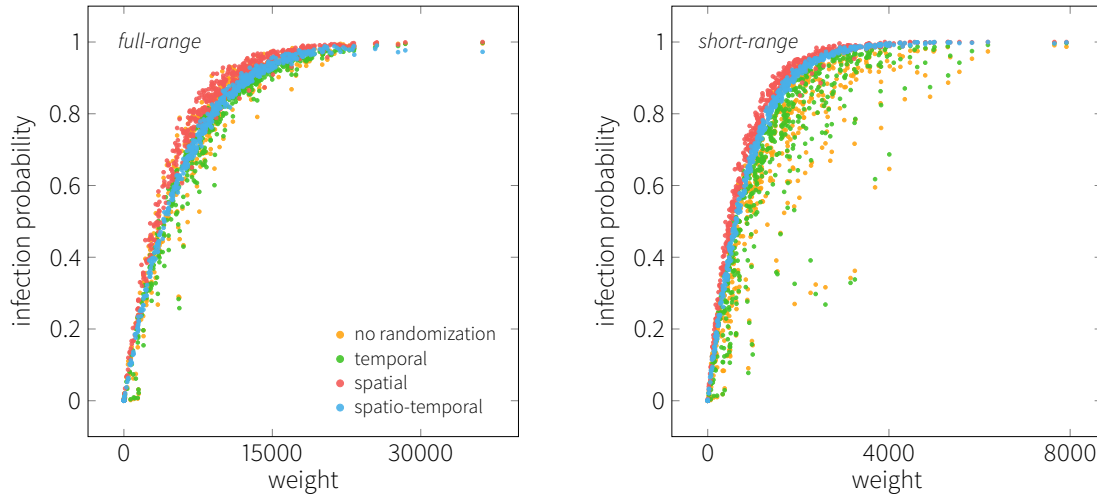 full-range
infection probability
1
0.8
0.6
0.4
0.2
0
no randomization
temporal
spatial
spatio-temporal
0
15000
30000
weight
short-range
infection probability
1
0.8
0.6
0.4
0.2
0
0
4000
8000
weight